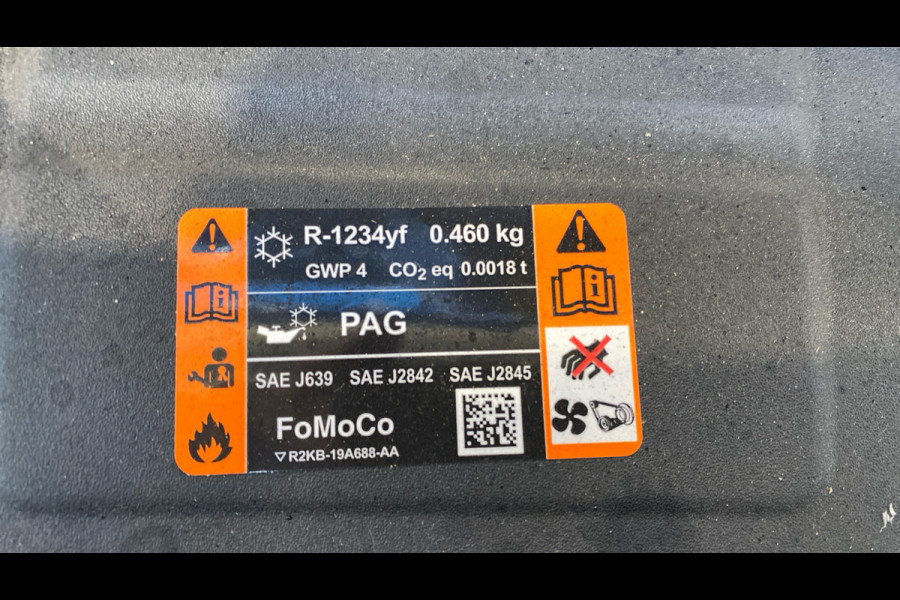 R-1234yf 0.460 kg
GWP 4 CO₂ eq 0.0018 t
PAG
SAE J639 SAE J2842 SAE J2845
FoMoCo
R2KB-19A688-AA